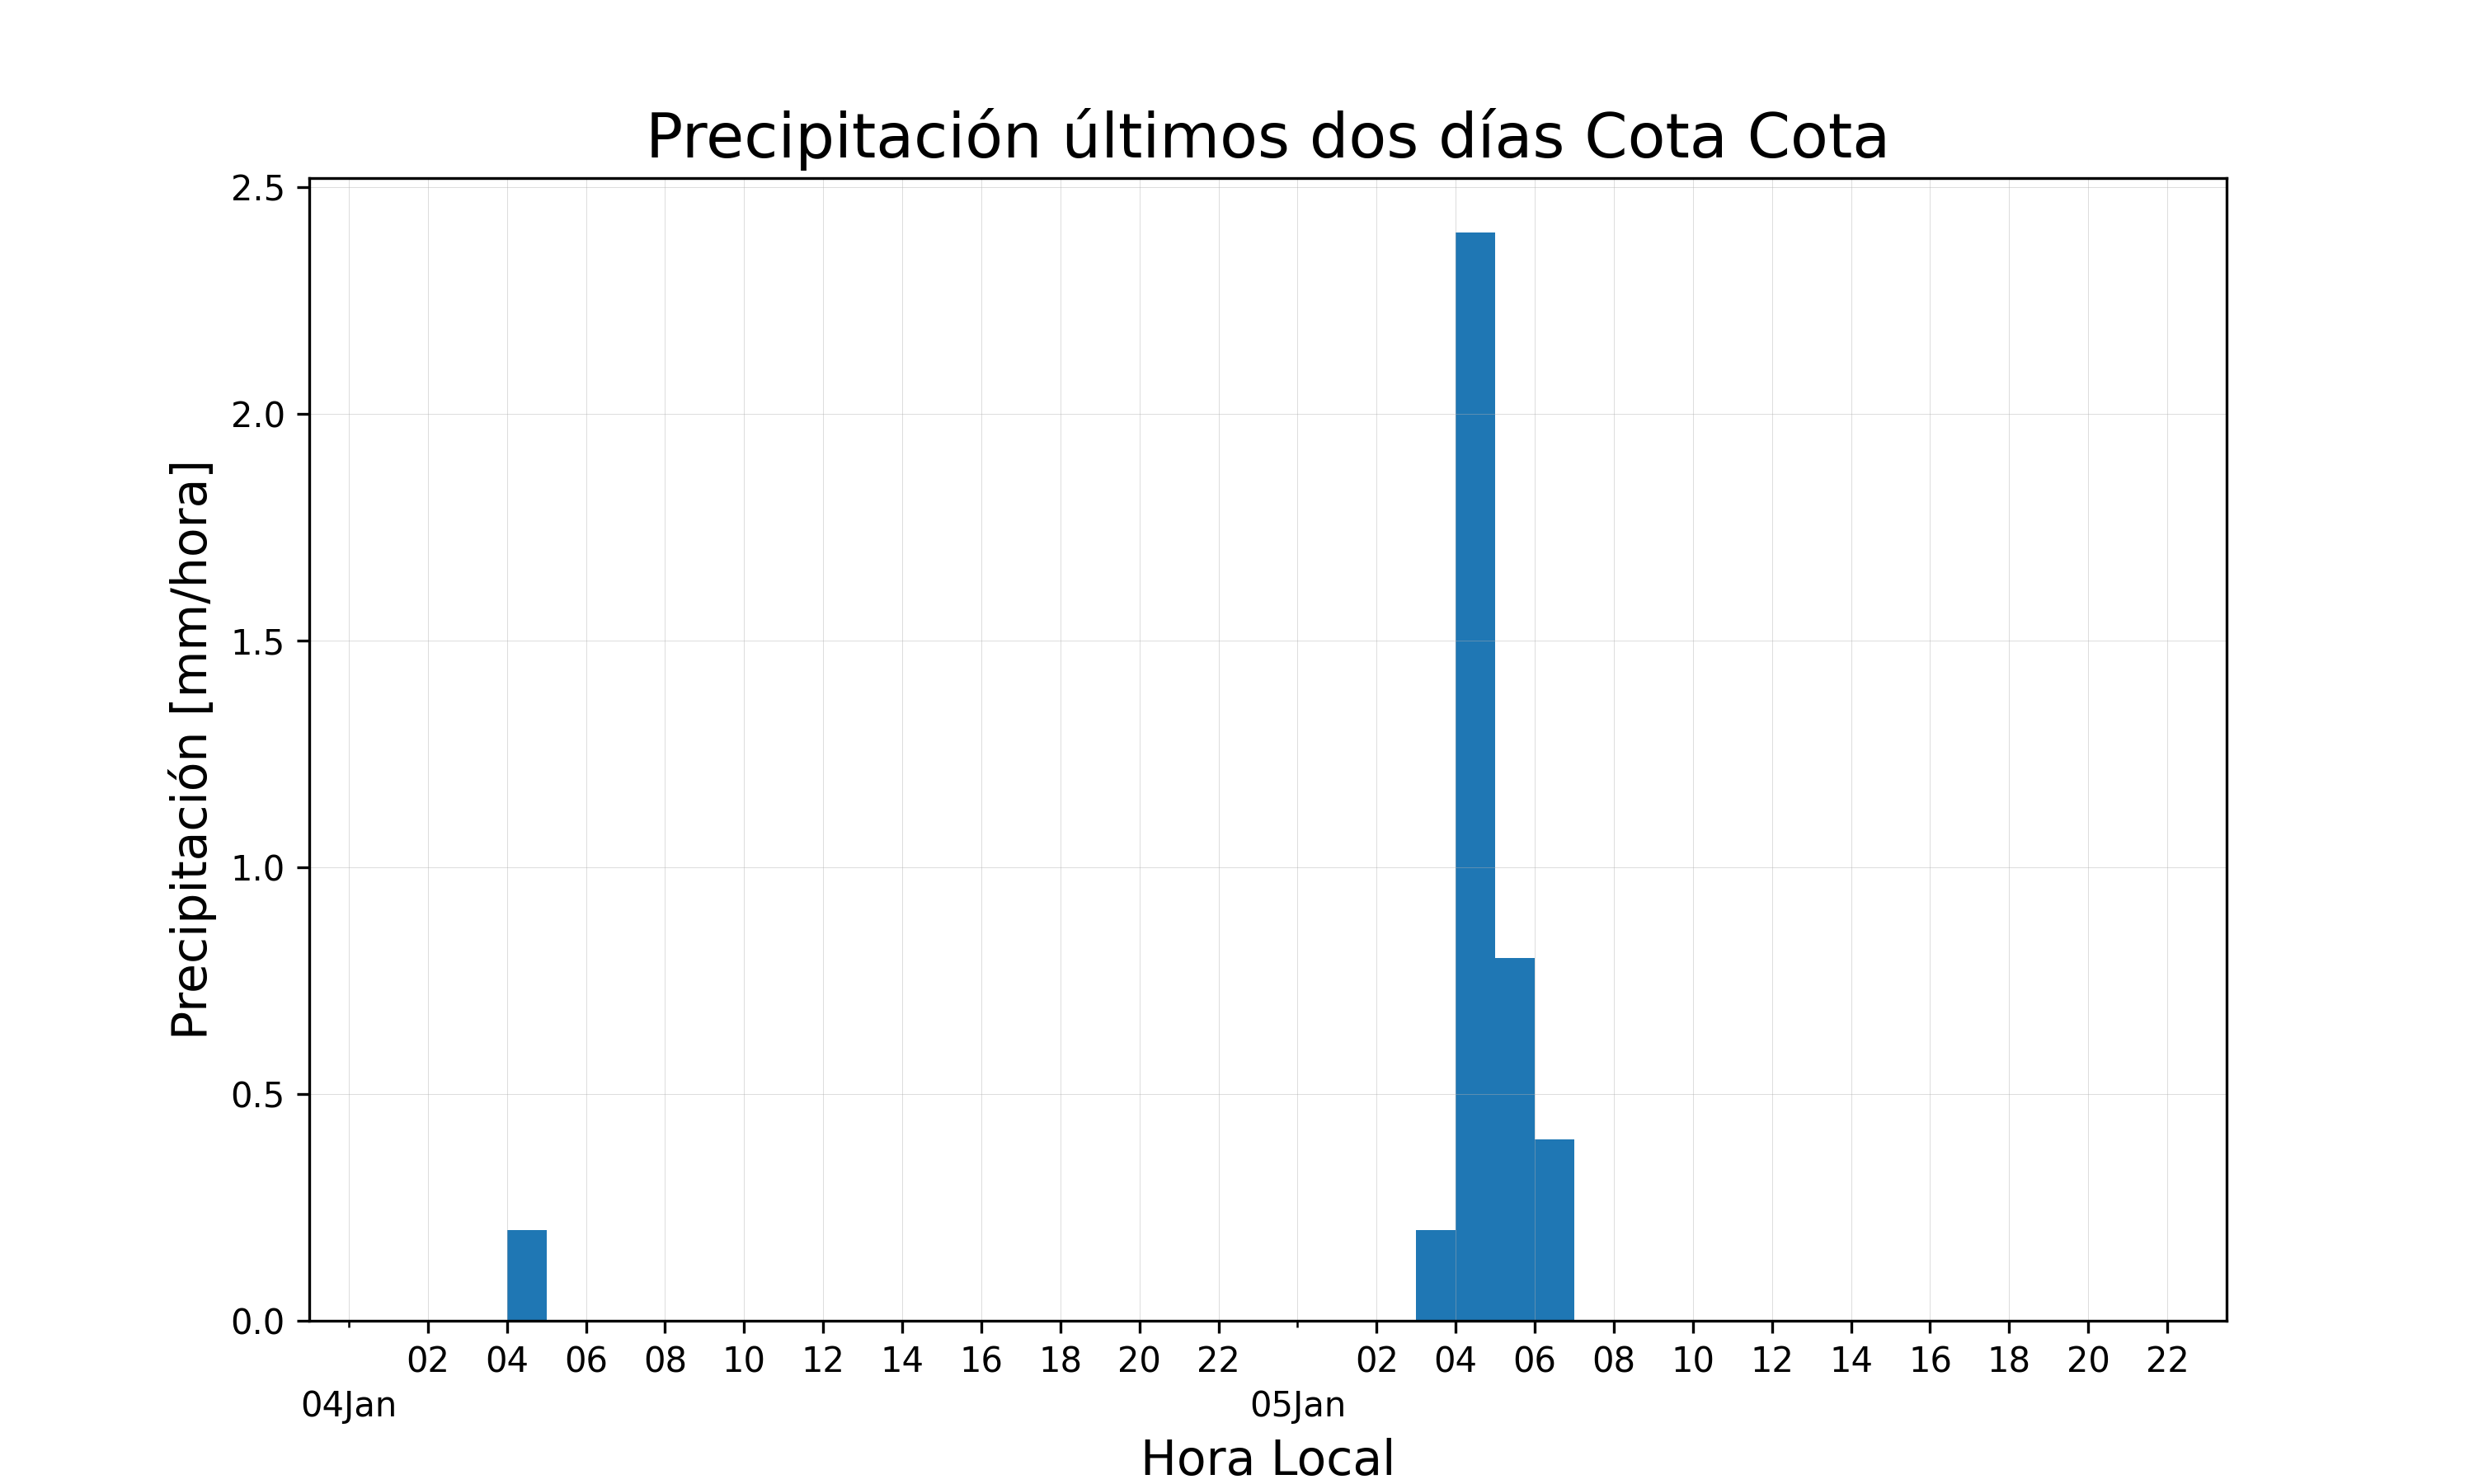 Precipitación últimos dos días Cota Cota
Precipitación [mm/hora]
2.5
2.0
1.5
1.0
0.5
0.0
02 04 06 08 10 12 14 16 18 20 22 02 04 06 08 10 12 14 16 18 20 22
04Jan 05Jan
Hora Local